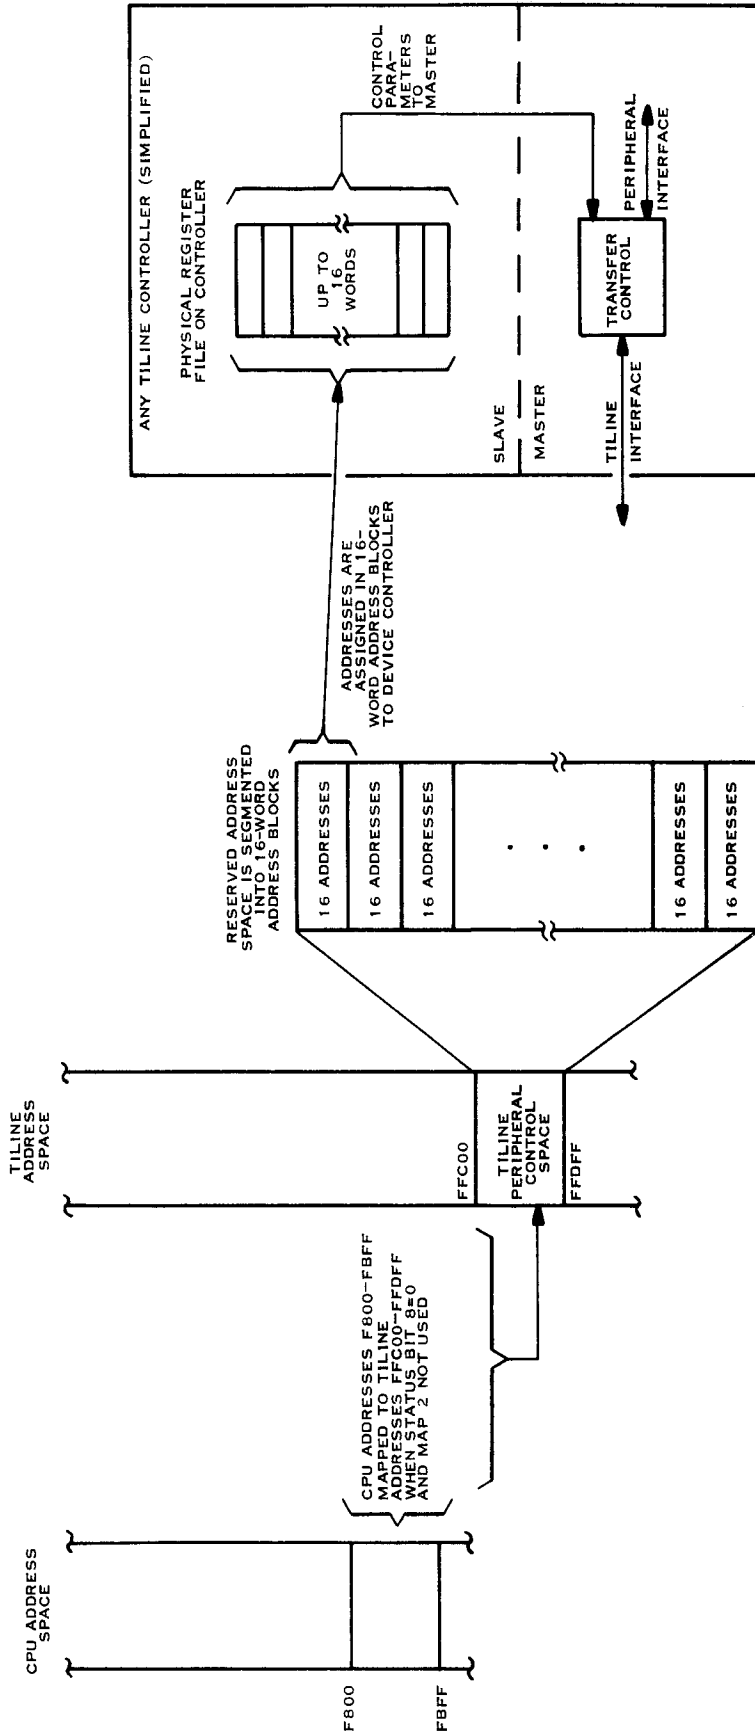 CPU ADDRESS
SPACE
F800
FBFF
CPU ADDRESSES F800-FBFF
MAPPED TO TILINE
ADDRESSES FFC00-FFDFF
WHEN STATUS BIT 8=0
AND MAP 2 NOT USED
TILINE
ADDRESS
SPACE
FFC00
TILINE
PERIPHERAL
CONTROL
SPACE
FFDFF
RESERVED ADDRESS
SPACE IS SEGMENTED
INTO 16-WORD
ADDRESS BLOCKS
16 ADDRESSES
16 ADDRESSES
16 ADDRESSES
. . .
16 ADDRESSES
16 ADDRESSES
ADDRESSES ARE
ASSIGNED IN 16-
WORD ADDRESS BLOCKS
TO DEVICE CONTROLLER
ANY TILINE CONTROLLER (SIMPLIFIED)
PHYSICAL REGISTER
FILE ON CONTROLLER
UP TO
16
WORDS
CONTROL
PARA-
METERS
TO
MASTER
SLAVE
MASTER
TILINE
INTERFACE
TRANSFER
CONTROL
PERIPHERAL
INTERFACE